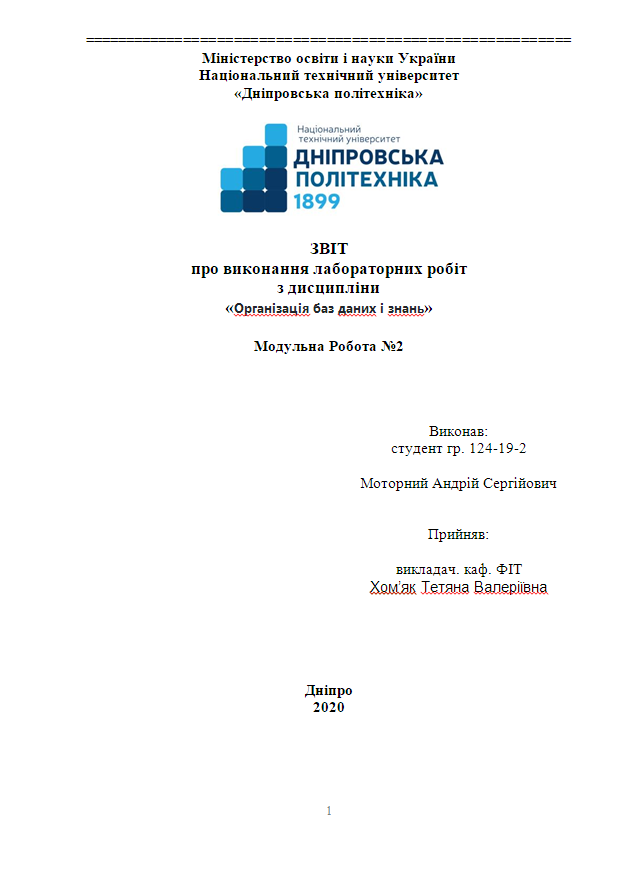 ============================================================
Міністерство освіти і науки України
Національний технічний університет
«Дніпровська політехніка»
Національний
технічний університет
ДНІПРОВСЬКА
ПОЛІТЕХНІКА
1899
ЗВІТ
про виконання лабораторних робіт
з дисципліни
«Організація баз даних і знань»
Модульна Робота №2
Виконав:
студент гр. 124-19-2
Моторний Андрій Сергійович
Прийняв:
викладач. каф. ФІТ
Хом’як Тетяна Валеріївна
Дніпро
2020
1